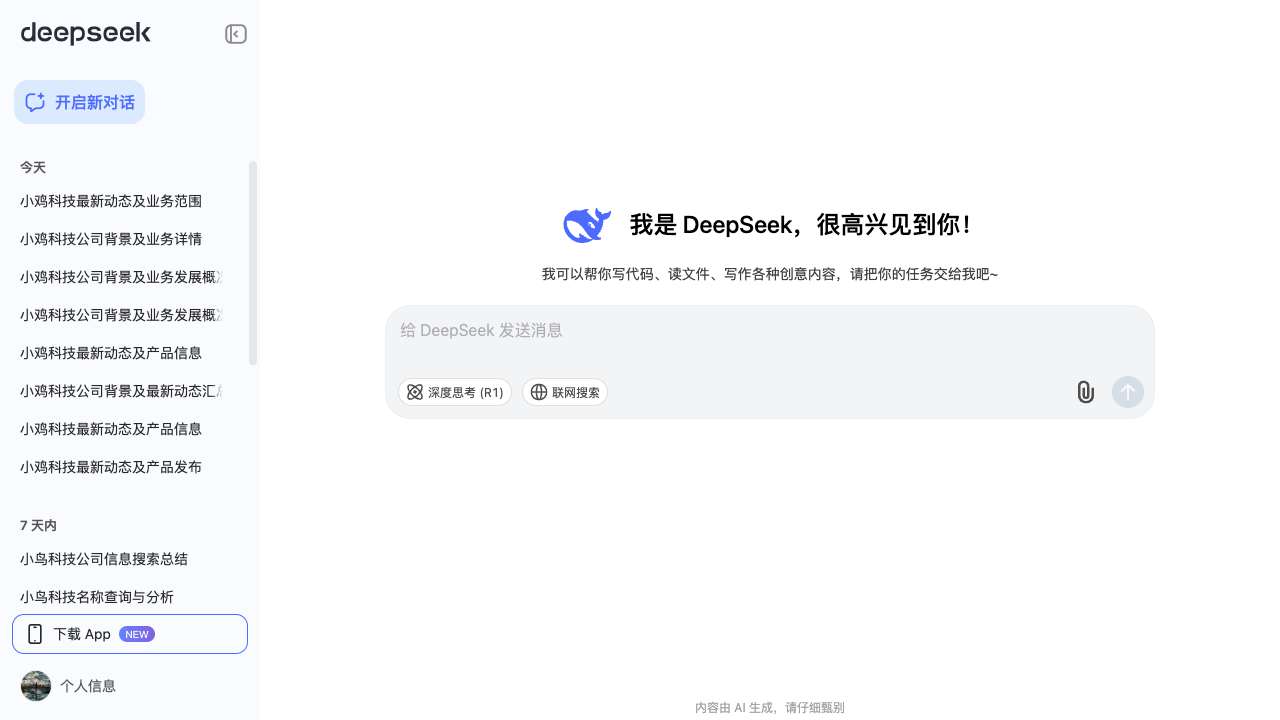 deepseek
开启新对话
今天
小鸡科技最新动态及业务范围
小鸡科技公司背景及业务详情
小鸡科技公司背景及业务发展概
小鸡科技公司背景及业务发展概
小鸡科技最新动态及产品信息
小鸡科技公司背景及最新动态汇
小鸡科技最新动态及产品信息
小鸡科技最新动态及产品发布
7 天内
小鸟科技公司信息搜索总结
小鸟科技名称查询与分析
下载 App NEW
个人信息
我是 DeepSeek，很高兴见到你！
我可以帮你写代码、读文件、写作各种创意内容，请把你的任务交给我吧~
给 DeepSeek 发送消息
深度思考 (R1)
联网搜索
内容由 AI 生成，请仔细甄别